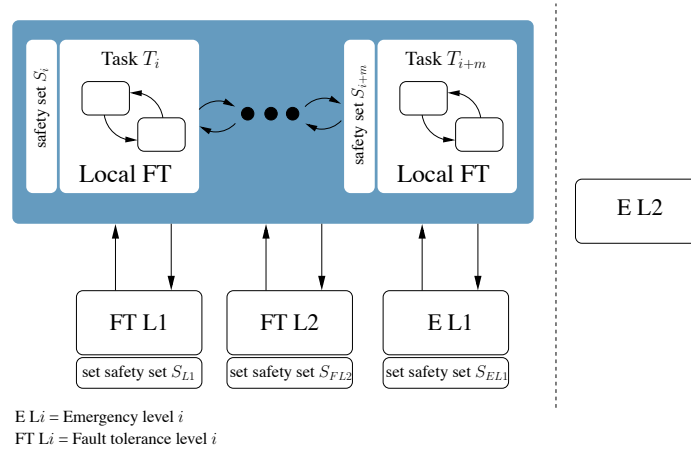 safety set S_i
Task T_i
Local FT
safety set S_{i+m}
Task T_{i+m}
Local FT
E L2
FT L1
FT L2
E L1
set safety set S_{L1}
set safety set S_{FL2}
set safety set S_{EL1}
E Li = Emergency level i
FT Li = Fault tolerance level i